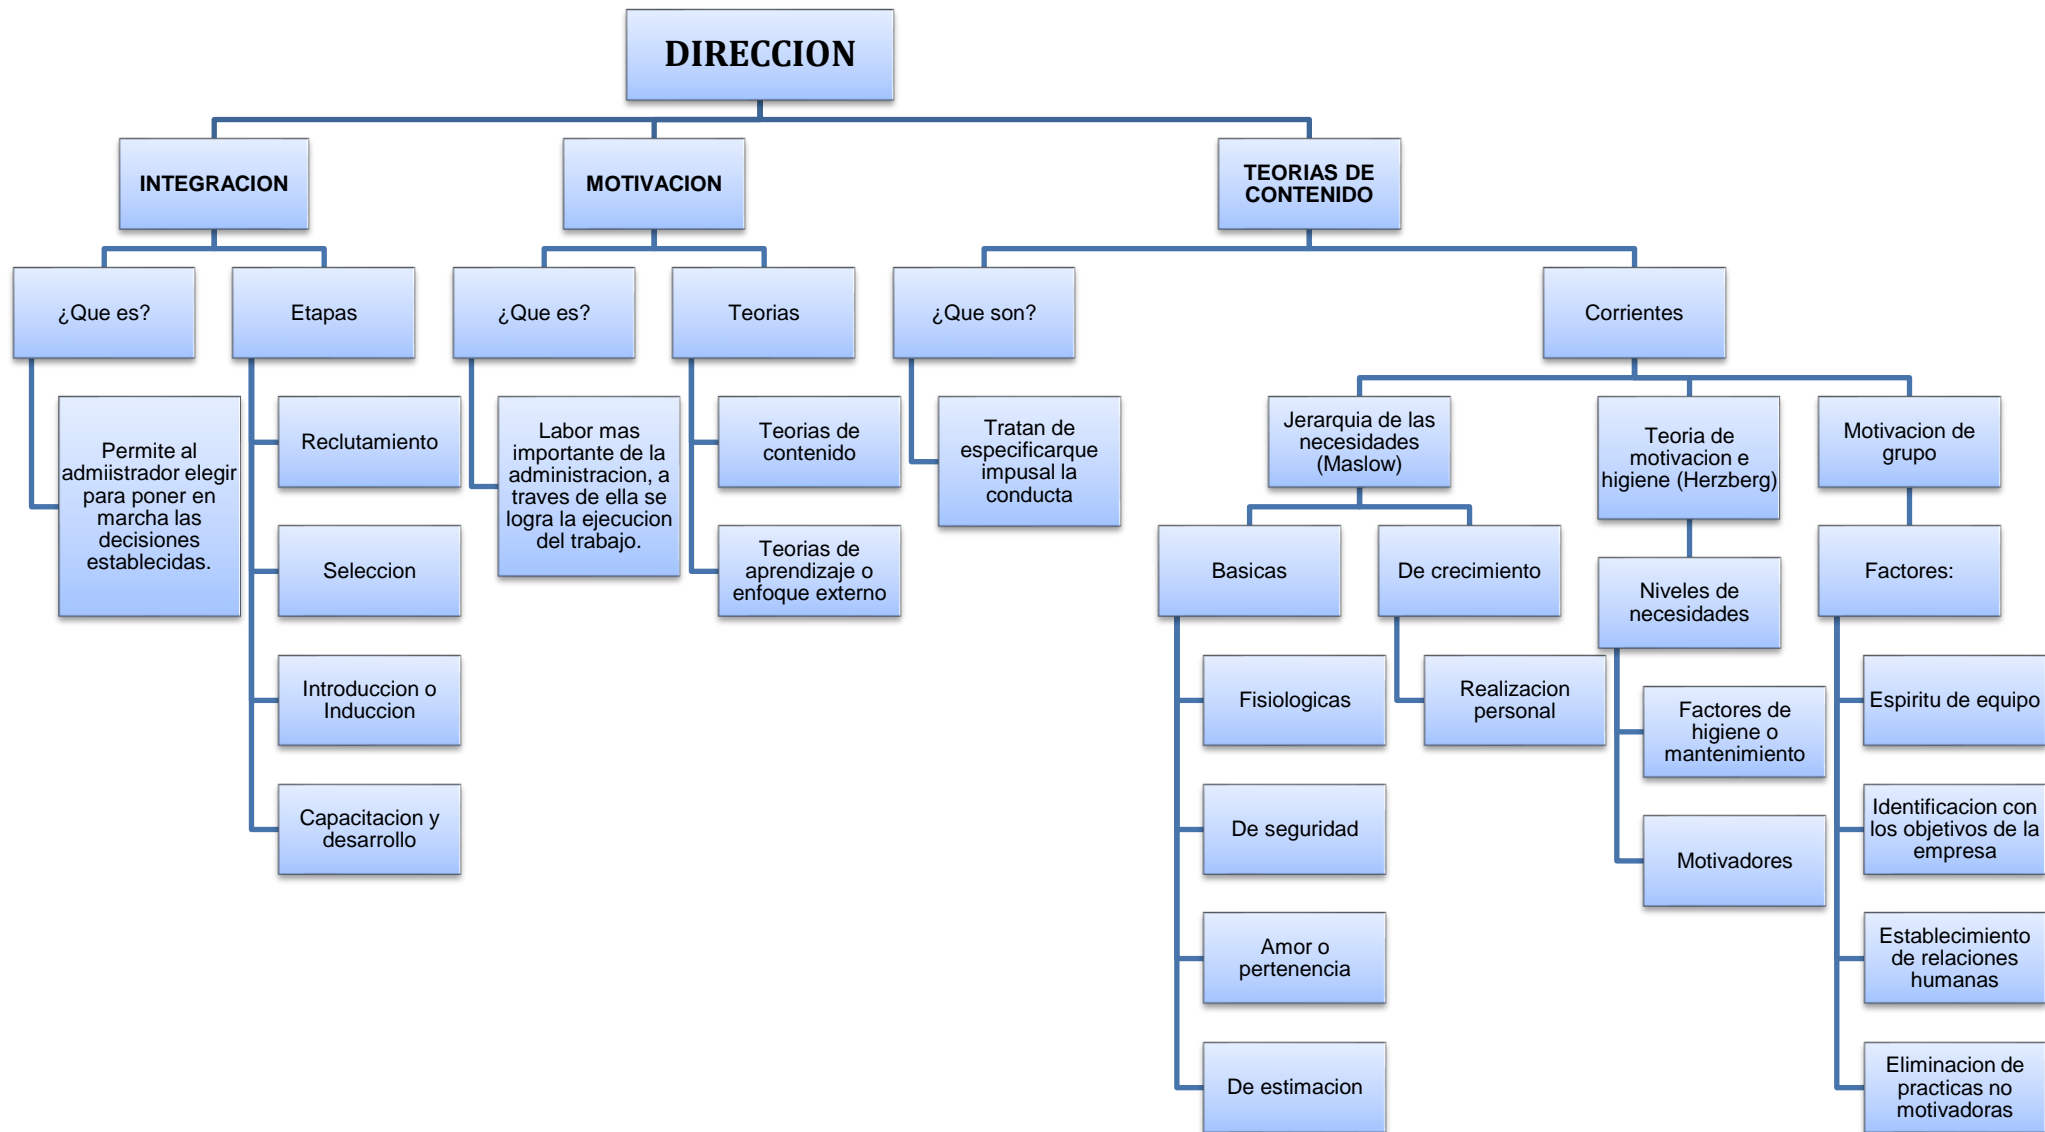 DIRECCION
INTEGRACION
MOTIVACION
TEORIAS DE
CONTENIDO
¿Que es?
Etapas
¿Que es?
Teorias
¿Que son?
Corrientes
Permite al
admiistrador elegir
para poner en
marcha las
decisiones
establecidas.
Reclutamiento
Seleccion
Introduccion o
Induccion
Capacitacion y
desarrollo
Labor mas
importante de la
administracion, a
traves de ella se
logra la ejecucion
del trabajo.
Teorias de
contenido
Teorias de
aprendizaje o
enfoque externo
Tratan de
especificarque
impusal la
conducta
Jerarquia de las
necesidades
(Maslow)
Basicas
Fisiologicas
De seguridad
Amor o
pertenencia
De estimacion
De crecimiento
Realizacion
personal
Teoria de
motivacion e
higiene (Herzberg)
Niveles de
necesidades
Factores de
higiene o
mantenimiento
Motivadores
Motivacion de
grupo
Factores:
Espiritu de equipo
Identificacion con
los objetivos de la
empresa
Establecimiento
de relaciones
humanas
Eliminacion de
practicas no
motivadoras